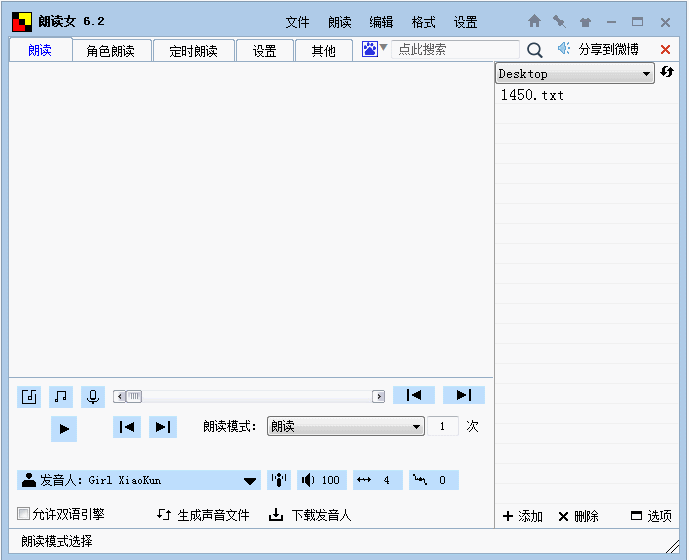 朗读女 6.2 文件 朗读 编辑 格式 设置
朗读 角色朗读 定时朗读 设置 其他 点此搜索 分享到微博
Desktop
1450.txt
朗读模式： 朗读 1 次
发音人：Girl XiaoKun 100 4 0
允许双语引擎 生成声音文件 下载发音人 添加 删除 选项
朗读模式选择